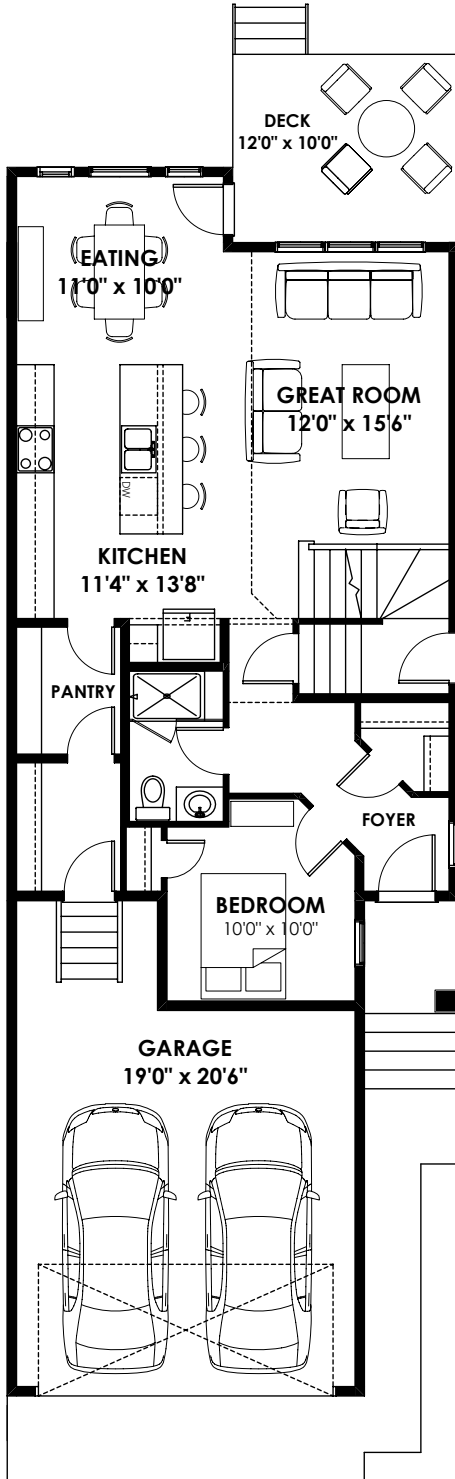 DECK
12'0" x 10'0"
EATING
11'0" x 10'0"
GREAT ROOM
12'0" x 15'6"
DW
KITCHEN
11'4" x 13'8"
PANTRY
FOYER
BEDROOM
10'0" x 10'0"
GARAGE
19'0" x 20'6"